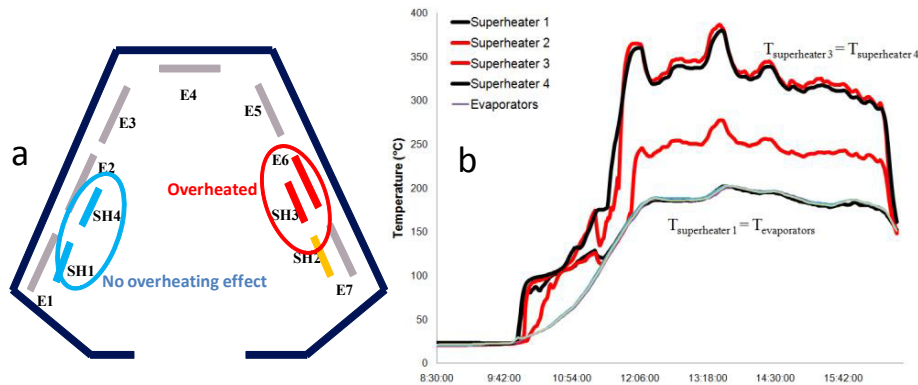 a
E4
E3
E5
E2
E6
Overheated
SH4
SH3
SH1
SH2
No overheating effect
E1
E7
b
Temperature (°C)
400
350
300
250
200
150
100
50
0
8:30:00 9:42:00 10:54:00 12:06:00 13:18:00 14:30:00 15:42:00
Superheater 1
Superheater 2
Superheater 3
Superheater 4
Evaporators
Tsuperheater 3 = Tsuperheater 4
Tsuperheater 1 = Tevaporators